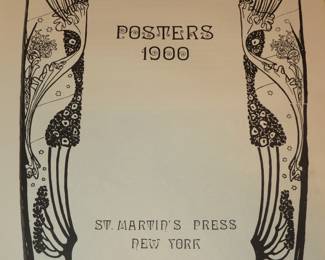 POSTERS
1900
ST. MARTIN'S PRESS
NEW YORK